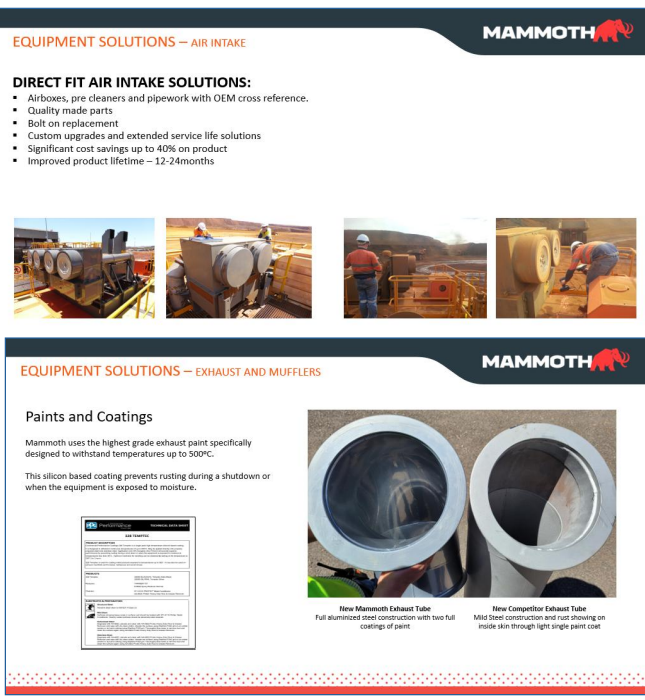 MAMMOTH
EQUIPMENT SOLUTIONS – AIR INTAKE
DIRECT FIT AIR INTAKE SOLUTIONS:
▪ Airboxes, pre cleaners and pipework with OEM cross reference.
▪ Quality made parts
▪ Bolt on replacement
▪ Custom upgrades and extended service life solutions
▪ Significant cost savings up to 40% on product
▪ Improved product lifetime – 12-24months
MAMMOTH
EQUIPMENT SOLUTIONS – EXHAUST AND MUFFLERS
Paints and Coatings
Mammoth uses the highest grade exhaust paint specifically
designed to withstand temperatures up to 500ºC.
This silicon based coating prevents rusting during a shutdown or
when the equipment is exposed to moisture.
PPG
TECHNICAL DATA SHEET
New Mammoth Exhaust Tube
Full aluminized steel construction with two full
coatings of paint
New Competitor Exhaust Tube
Mild Steel construction and rust showing on
inside skin through light single paint coat